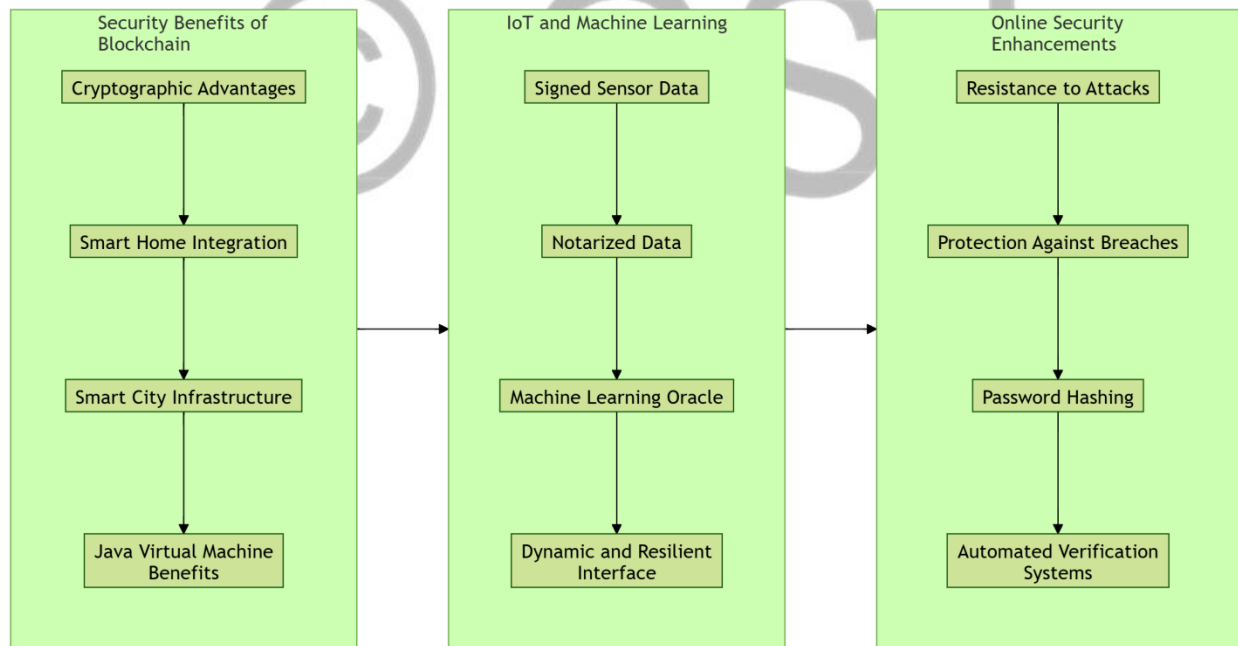 Security Benefits of
Blockchain
Cryptographic Advantages
Smart Home Integration
Smart City Infrastructure
Java Virtual Machine
Benefits
IoT and Machine Learning
Signed Sensor Data
Notarized Data
Machine Learning Oracle
Dynamic and Resilient
Interface
Online Security
Enhancements
Resistance to Attacks
Protection Against Breaches
Password Hashing
Automated Verification
Systems